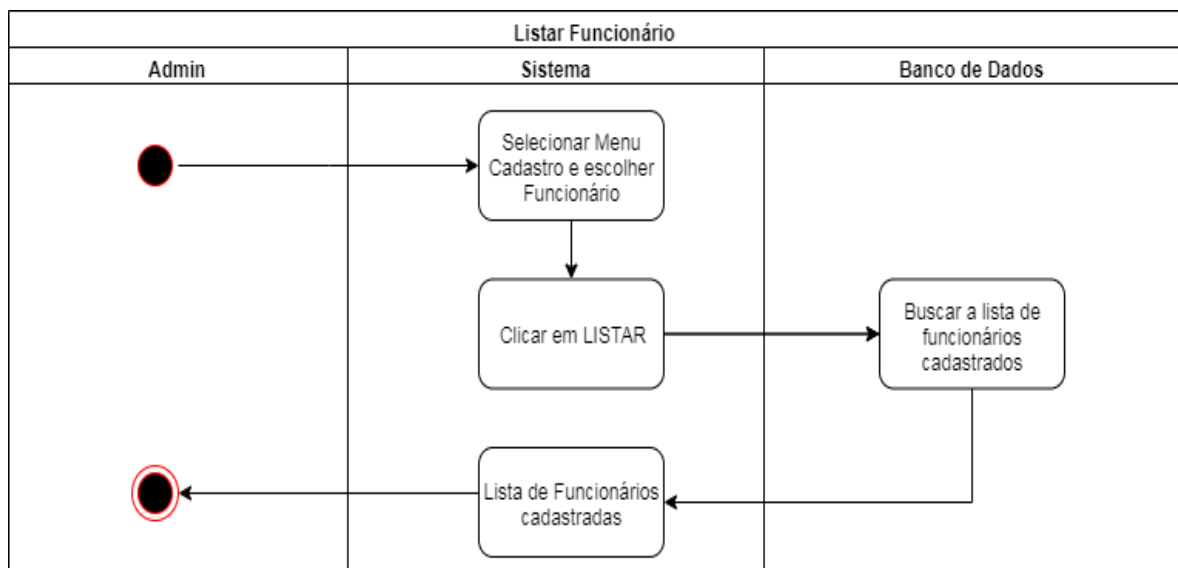 Listar Funcionário
Admin
Sistema
Banco de Dados
Selecionar Menu
Cadastro e escolher
Funcionário
Clicar em LISTAR
Buscar a lista de
funcionários
cadastrados
Lista de Funcionários
cadastradas